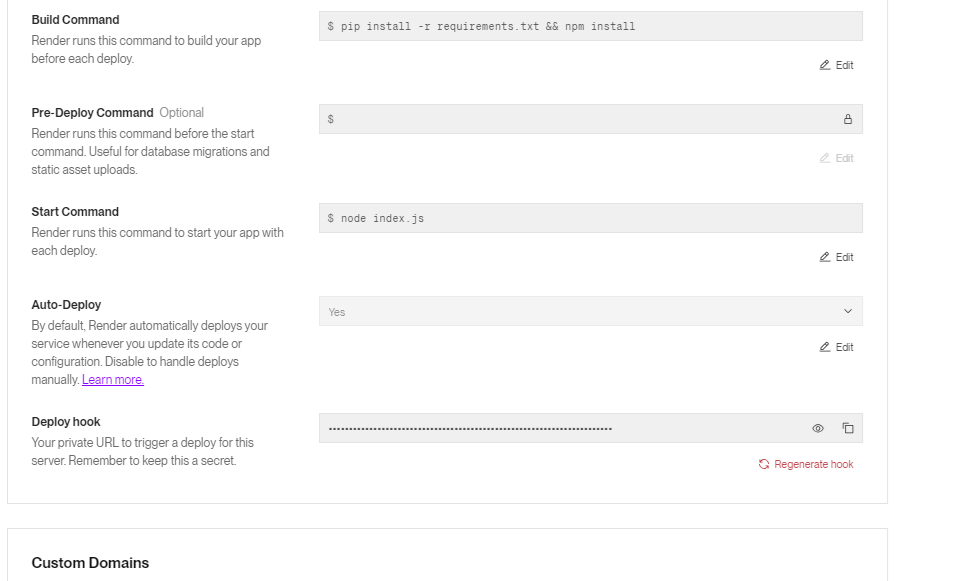 Build Command
$ pip install -r requirements.txt && npm install
Render runs this command to build your app
before each deploy.
Edit
Pre-Deploy Command Optional
$
Render runs this command before the start
command. Useful for database migrations and
static asset uploads.
Edit
Start Command
$ node index.js
Render runs this command to start your app with
each deploy.
Edit
Auto-Deploy
Yes
By default, Render automatically deploys your
service whenever you update its code or
configuration. Disable to handle deploys
manually. Learn more.
Edit
Deploy hook
Your private URL to trigger a deploy for this
server. Remember to keep this a secret.
Regenerate hook
Custom Domains